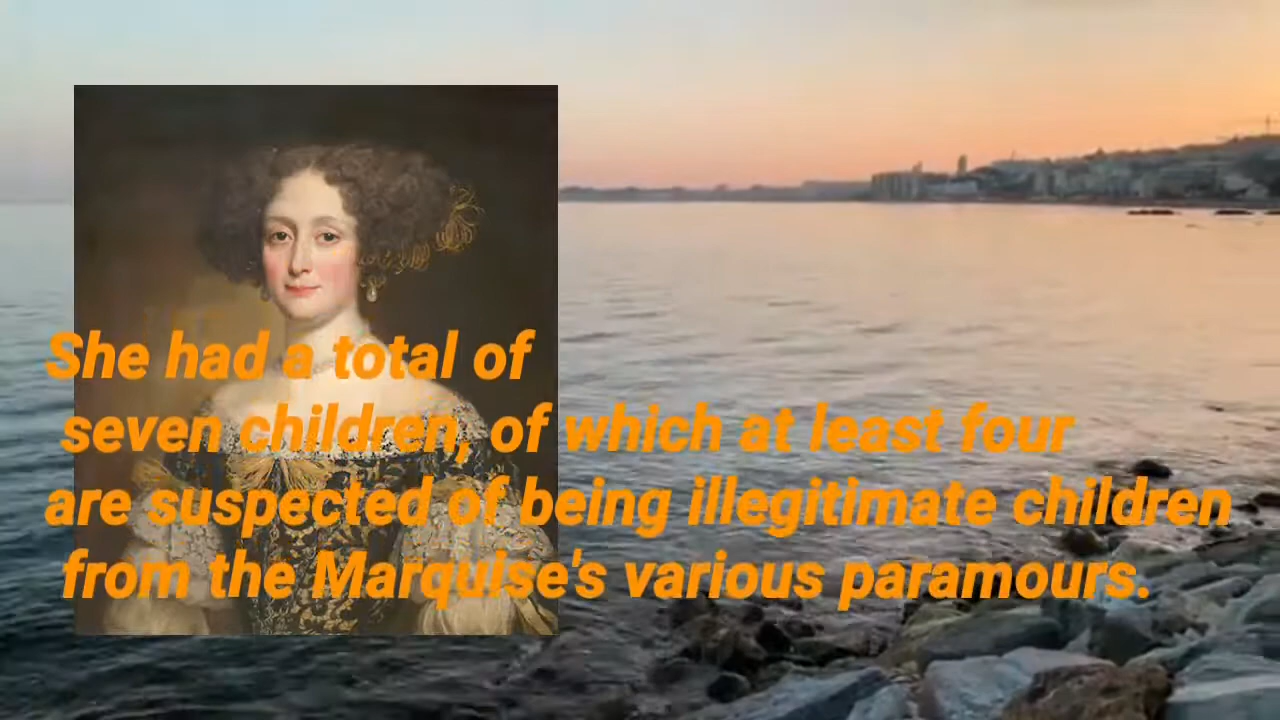 She had a total of
seven children, of which at least four
are suspected of being illegitimate children
from the Marquise's various paramours.